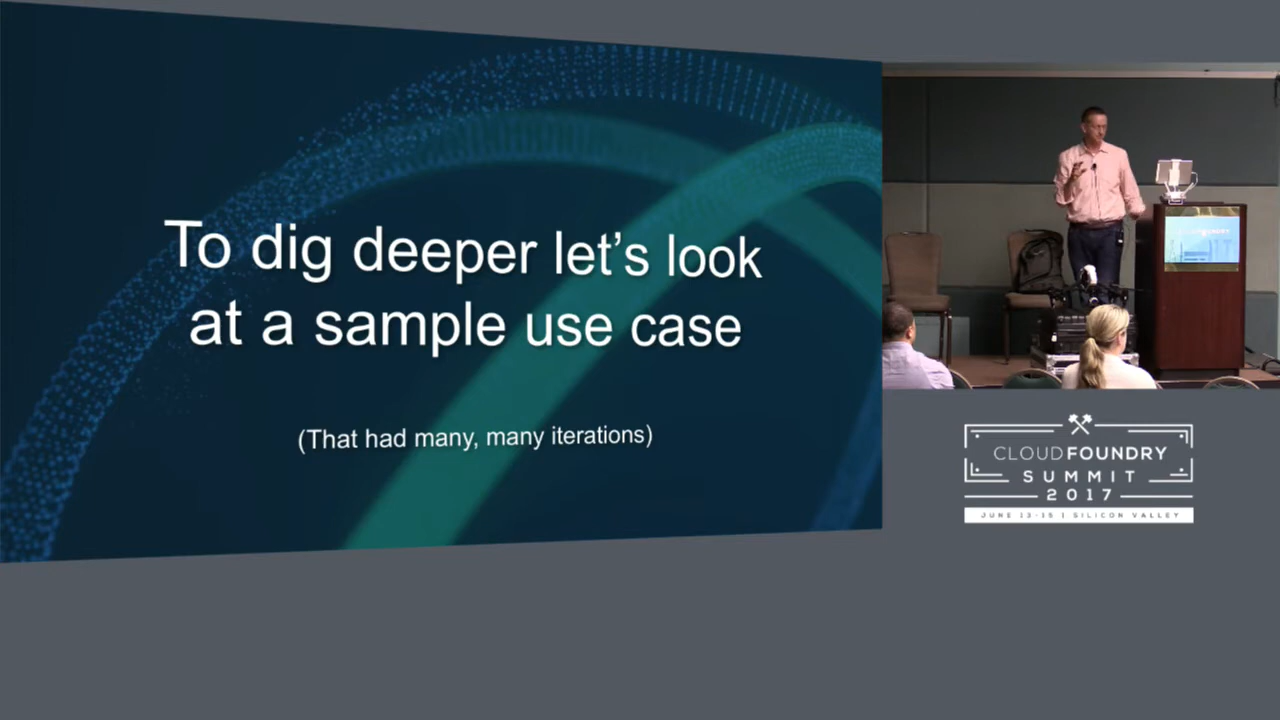 To dig deeper let’s look
at a sample use case
(That had many, many iterations)
CLOUDFOUNDRY
SUMMIT
2017
JUNE 13-15 | SILICON VALLEY